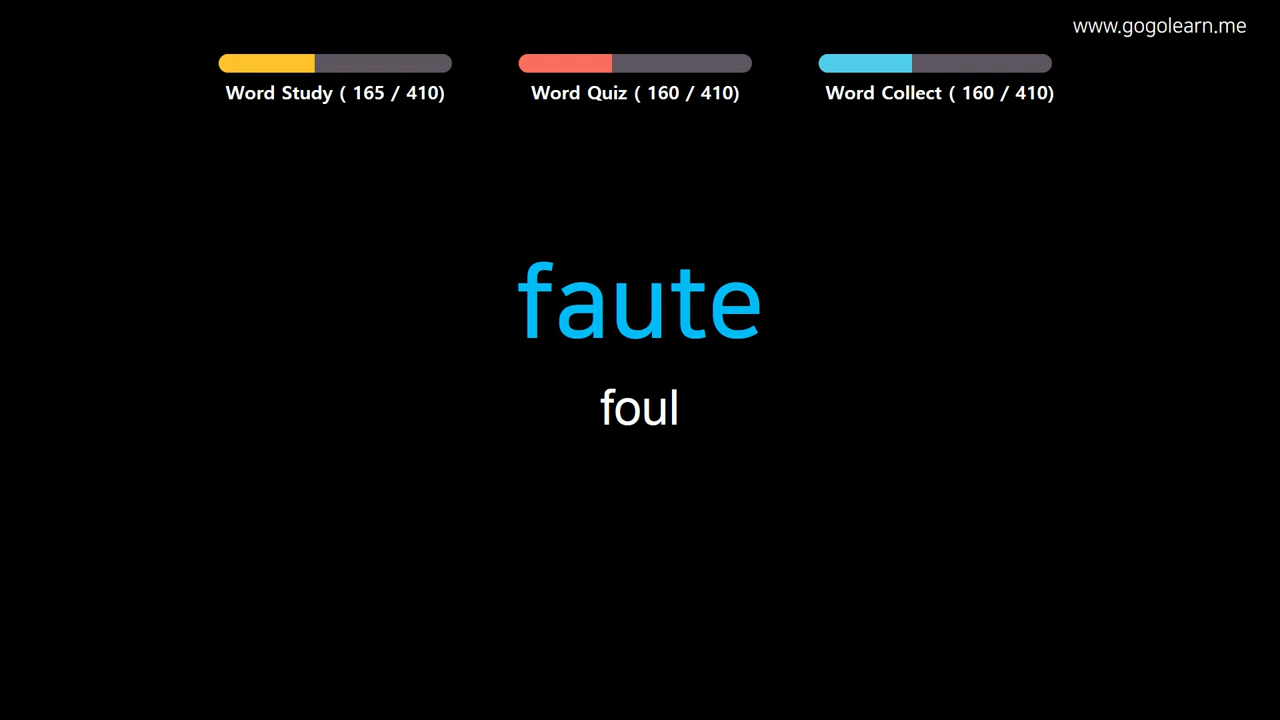 www.gogolearn.me
Word Study ( 165 / 410)
Word Quiz ( 160 / 410)
Word Collect ( 160 / 410)
faute
foul